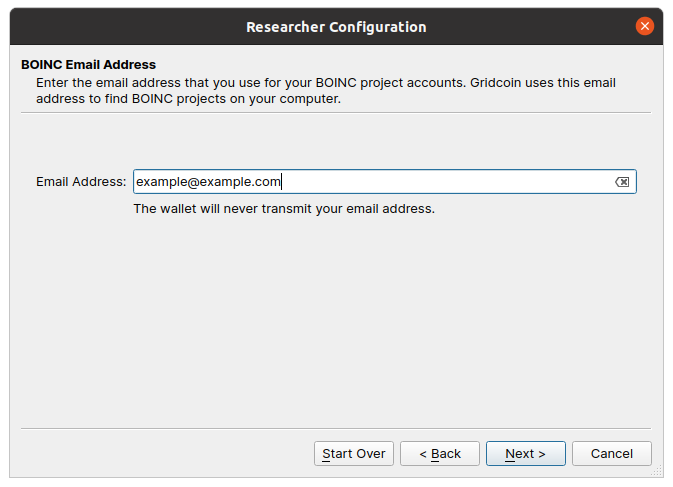 Researcher Configuration
BOINC Email Address
Enter the email address that you use for your BOINC project accounts. Gridcoin uses this email
address to find BOINC projects on your computer.
Email Address: example@example.com
The wallet will never transmit your email address.
Start Over < Back Next > Cancel